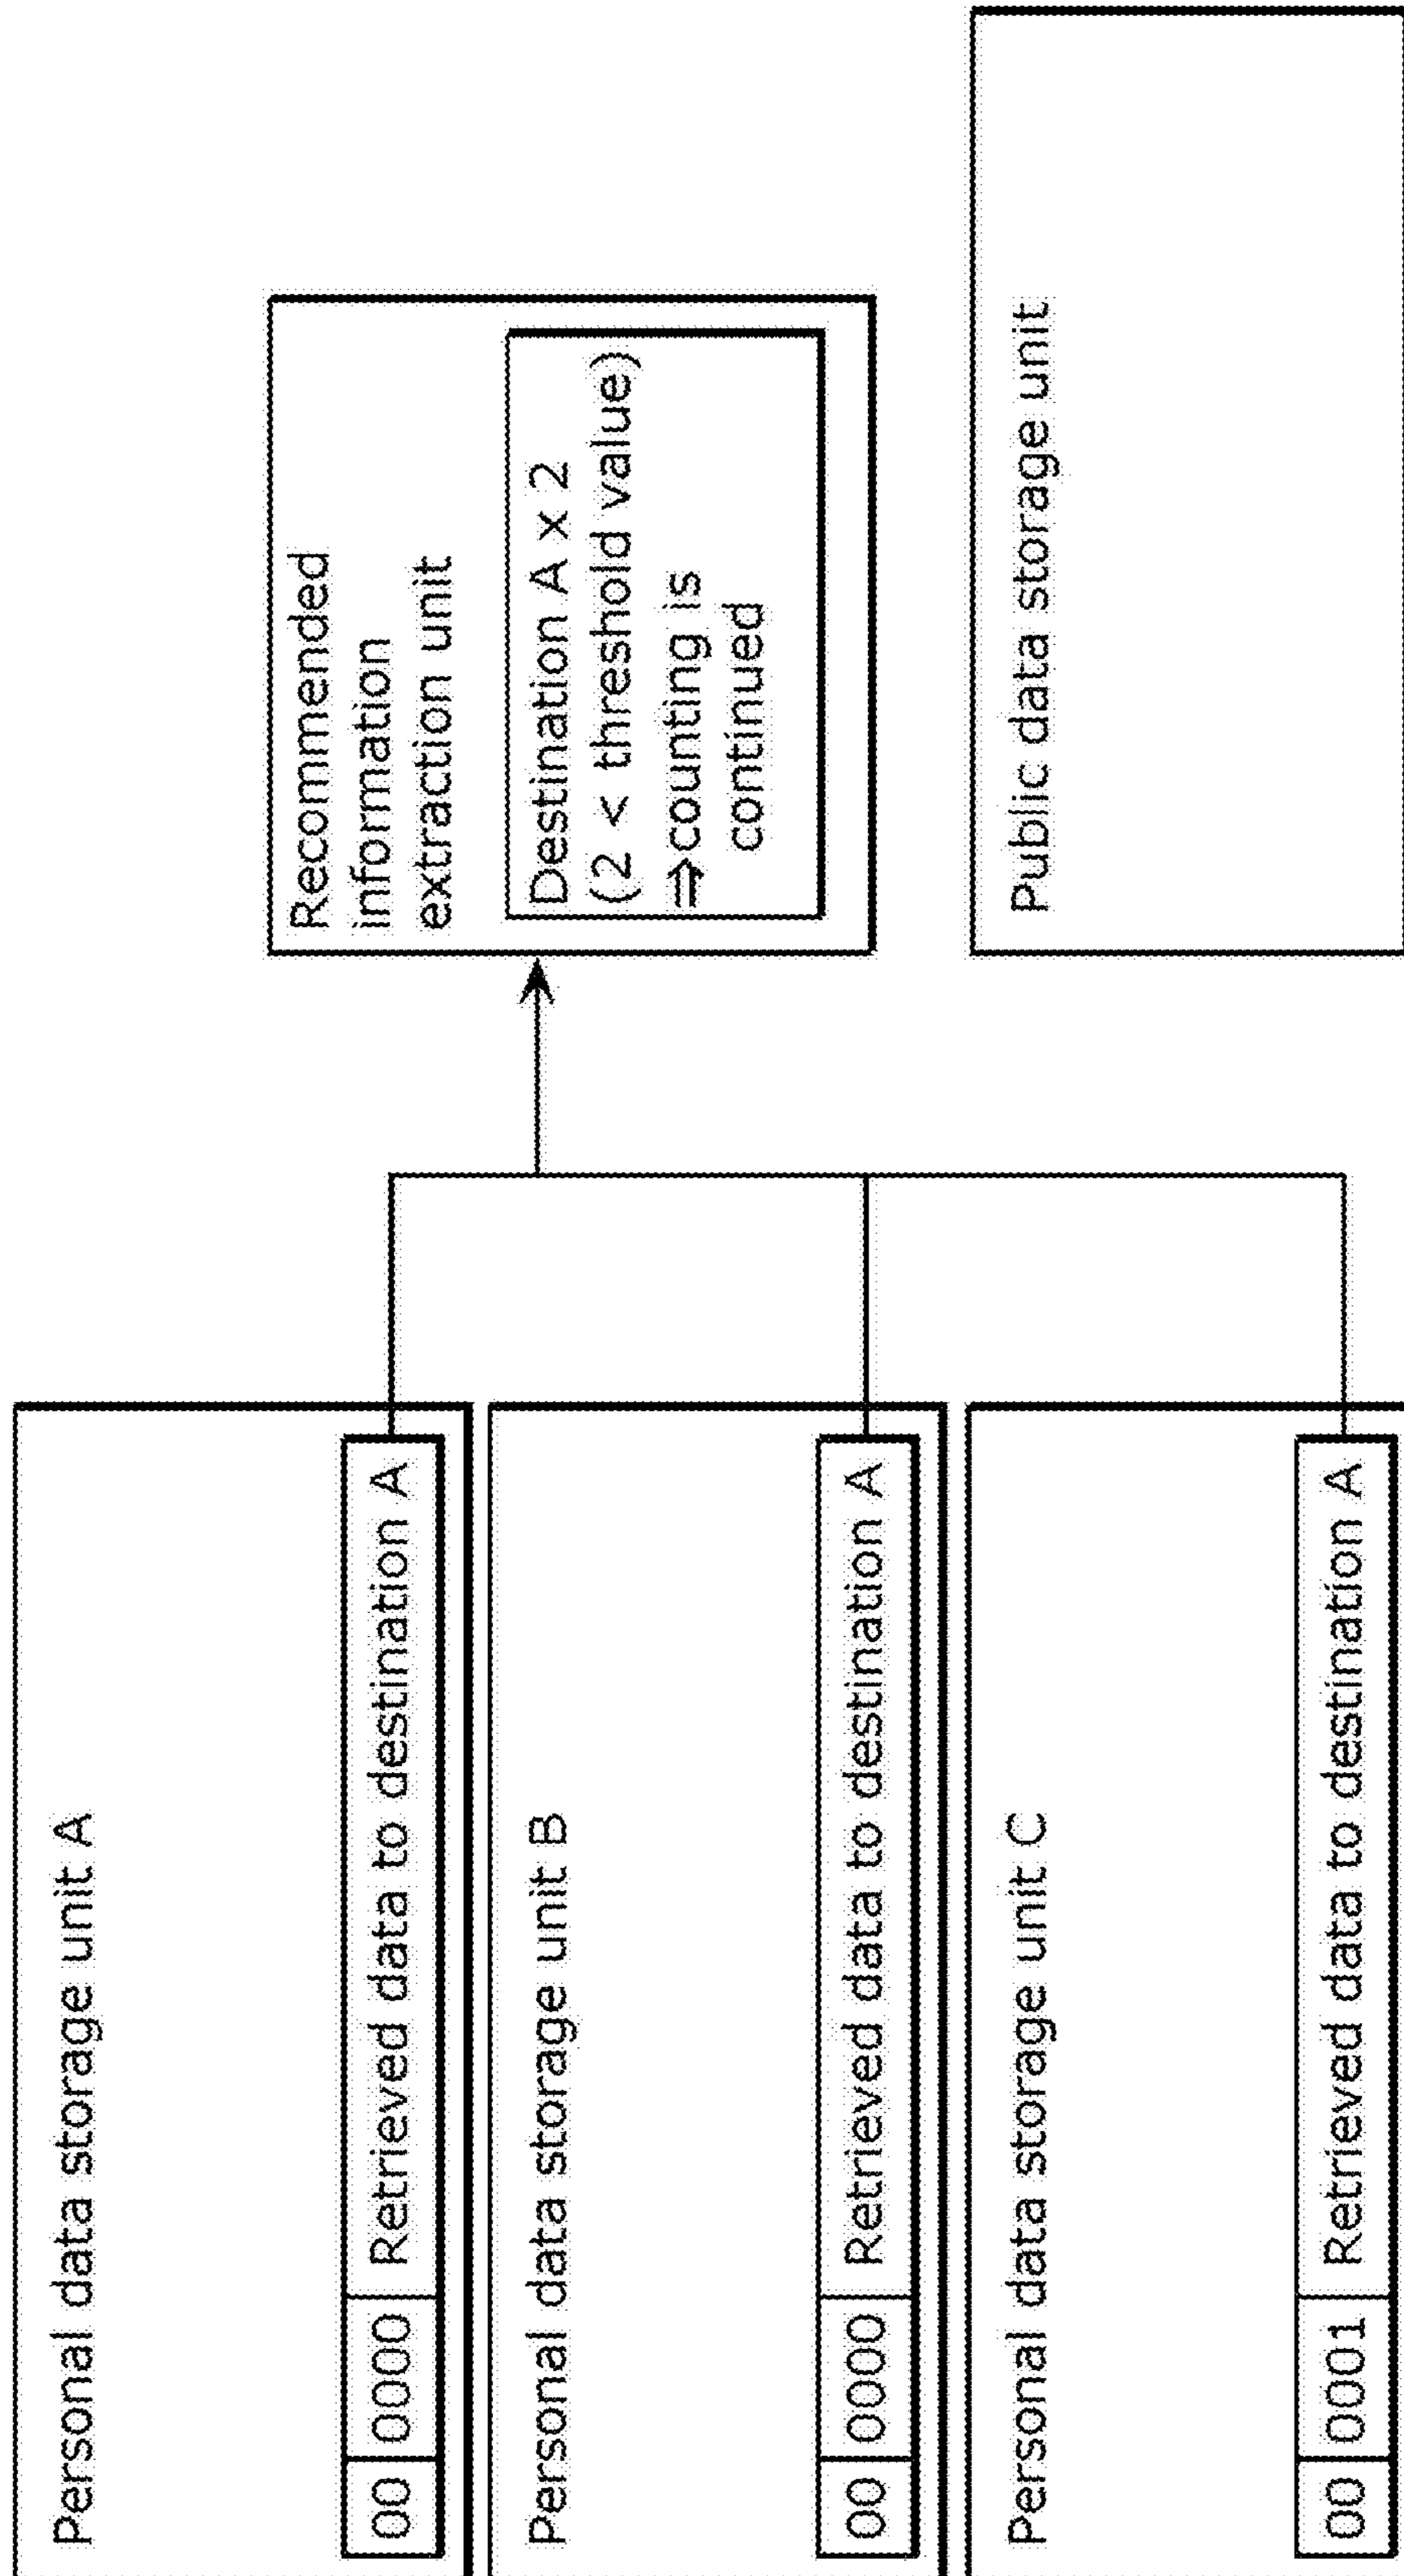 Personal data storage unit A
00 0000 Retrieved data to destination A
Personal data storage unit B
00 0000 Retrieved data to destination A
Personal data storage unit C
00 0001 Retrieved data to destination A
Recommended
information
extraction unit
Destination A x 2
(2 < threshold value)
⇒counting is
continued
Public data storage unit